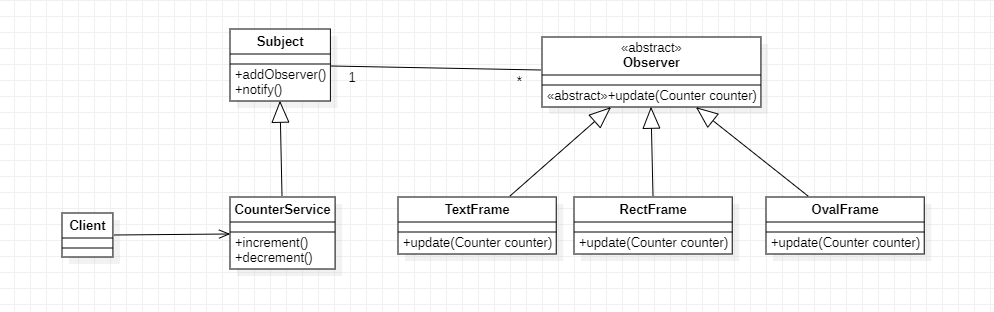 Subject
+addObserver()
+notify()
1
*
«abstract»
Observer
«abstract»+update(Counter counter)
Client
CounterService
+increment()
+decrement()
TextFrame
+update(Counter counter)
RectFrame
+update(Counter counter)
OvalFrame
+update(Counter counter)